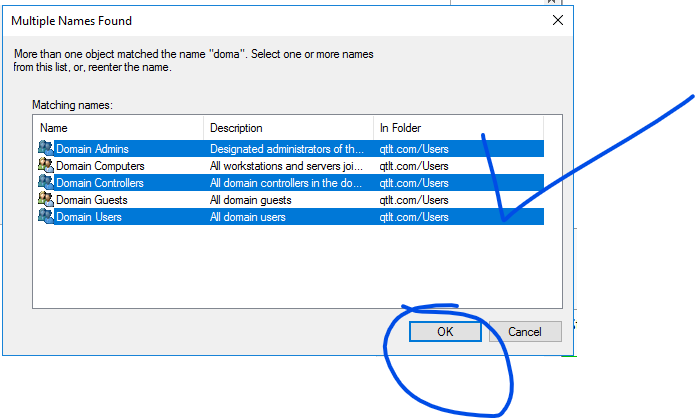 Multiple Names Found
More than one object matched the name "doma". Select one or more names
from this list, or, reenter the name.
Matching names:
Name Description In Folder
Domain Admins Designated administrators of th... qtlt.com/Users
Domain Computers All workstations and servers joi... qtlt.com/Users
Domain Controllers All domain controllers in the do... qtlt.com/Users
Domain Guests All domain guests qtlt.com/Users
Domain Users All domain users qtlt.com/Users
OK Cancel